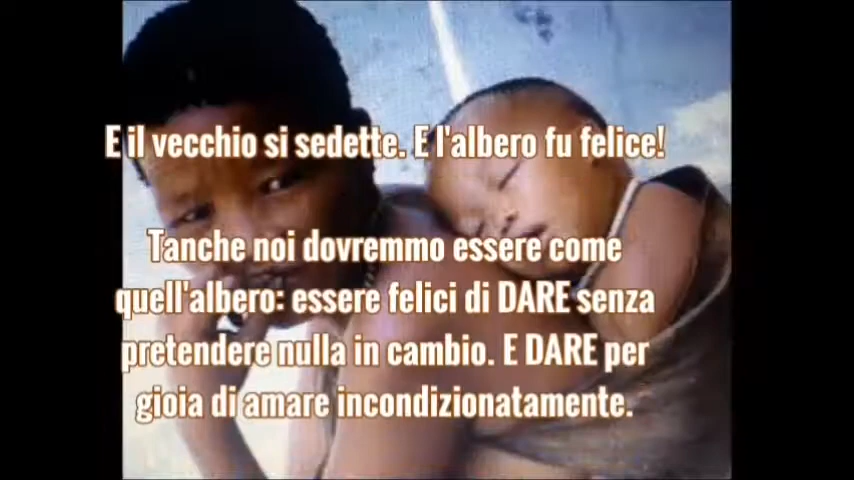 E il vecchio si sedette. E l'albero fu felice!
Tanche noi dovremmo essere come
quell'albero: essere felici di DARE senza
pretendere nulla in cambio. E DARE per
gioia di amare incondizionatamente.